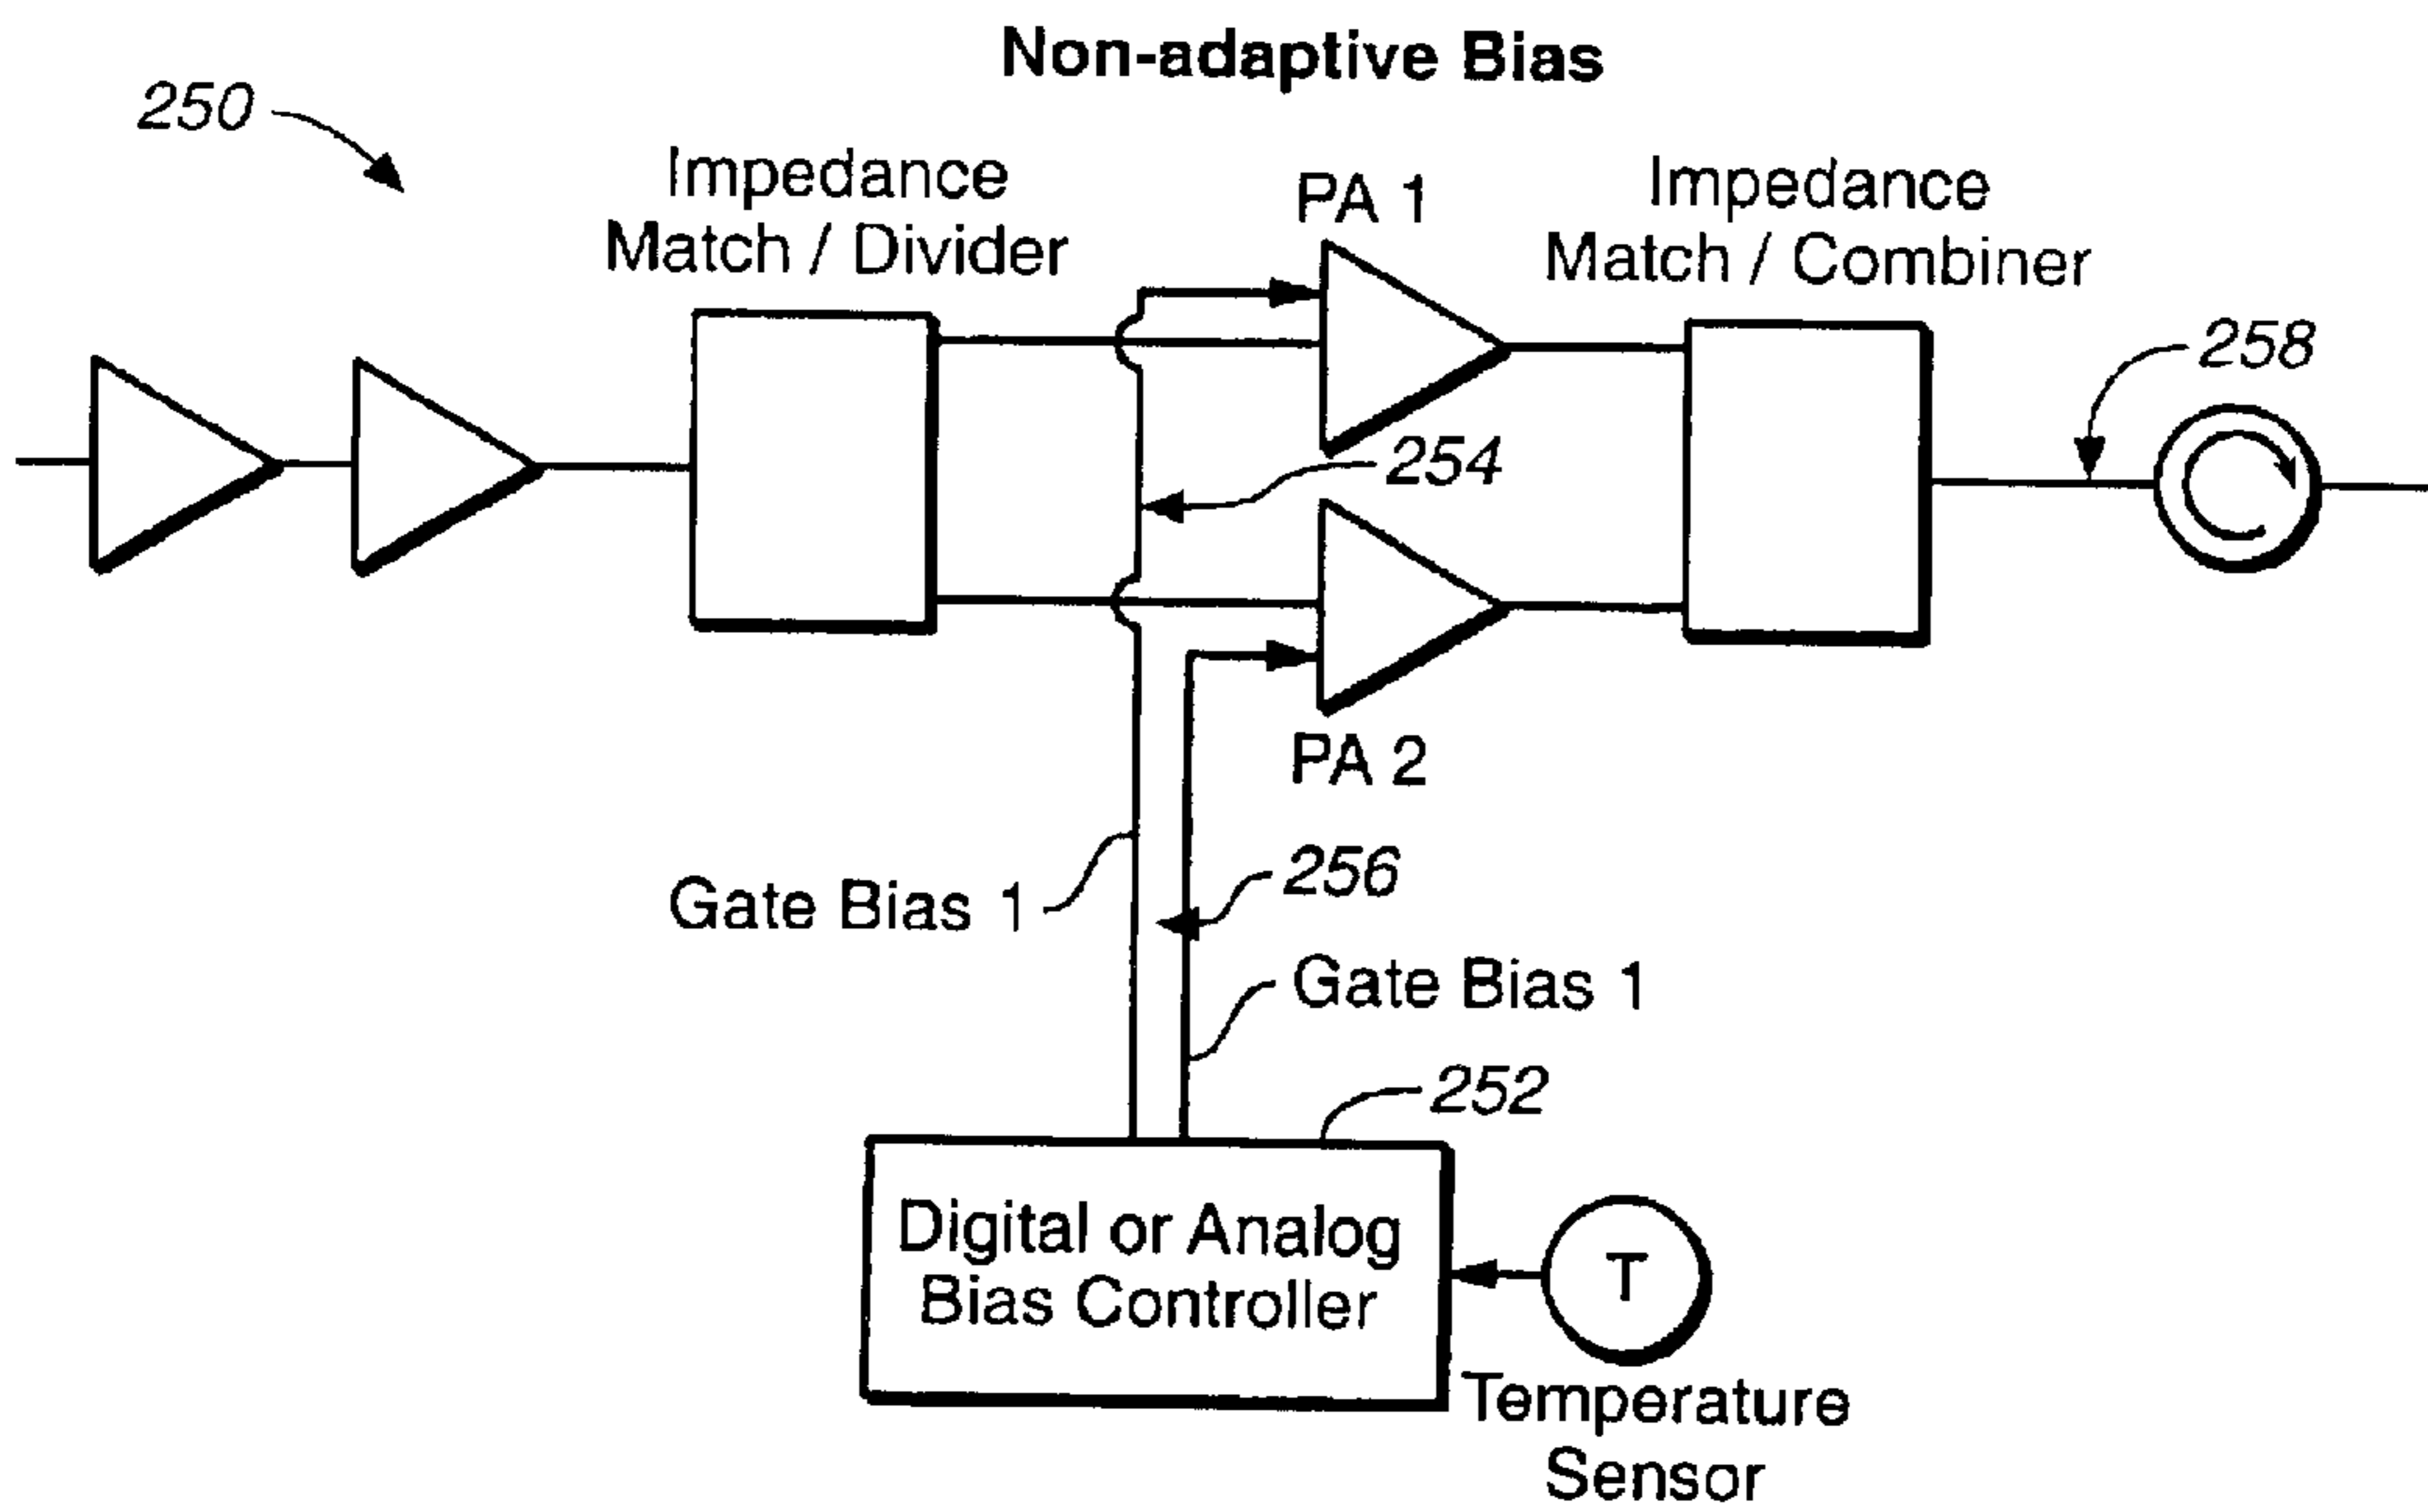 Non-adaptive Bias
250
Impedance
Match / Divider
PA 1
Impedance
Match / Combiner
258
254
PA 2
Gate Bias 1
256
Gate Bias 1
252
Digital or Analog
Bias Controller
T
Temperature
Sensor